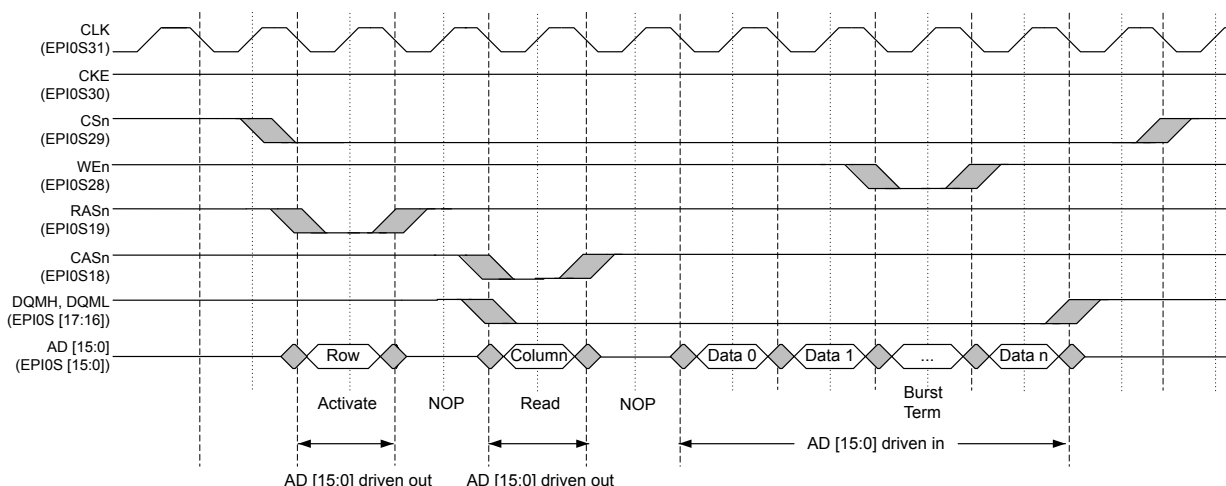 CLK
(EPI0S31)
CKE
(EPI0S30)
CSn
(EPI0S29)
WEn
(EPI0S28)
RASn
(EPI0S19)
CASn
(EPI0S18)
DQMH, DQML
(EPI0S [17:16])
AD [15:0]
(EPI0S [15:0])
Row
Column
Data 0
Data 1
...
Data n
Activate
NOP
Read
NOP
Burst
Term
AD [15:0] driven in
AD [15:0] driven out
AD [15:0] driven out